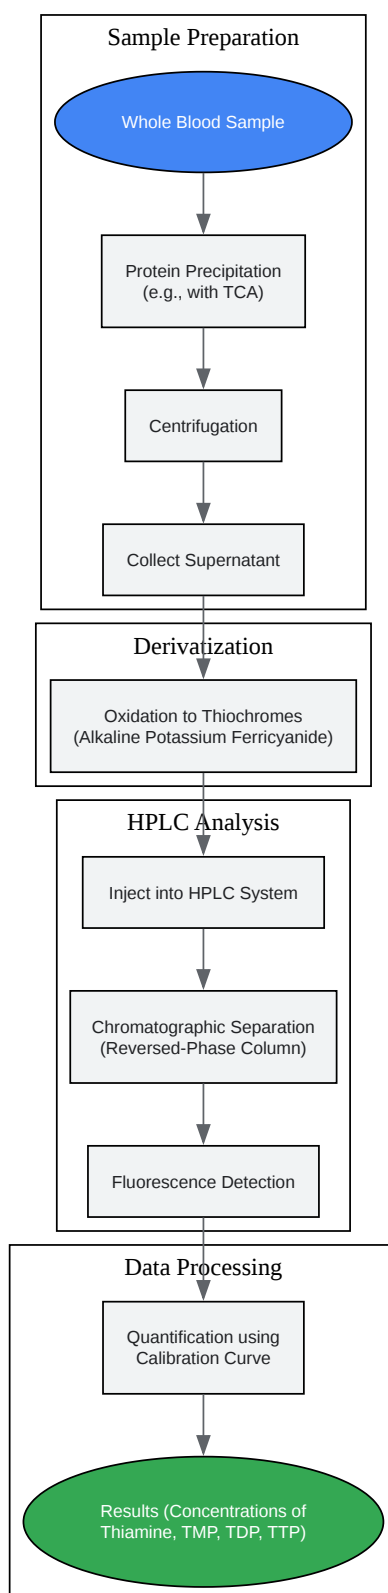 Sample Preparation
Whole Blood Sample
Protein Precipitation
(e.g., with TCA)
Centrifugation
Collect Supernatant
Derivatization
Oxidation to Thiochromes
(Alkaline Potassium Ferricyanide)
HPLC Analysis
Inject into HPLC System
Chromatographic Separation
(Reversed-Phase Column)
Fluorescence Detection
Data Processing
Quantification using
Calibration Curve
Results (Concentrations of
Thiamine, TMP, TDP, TTP)